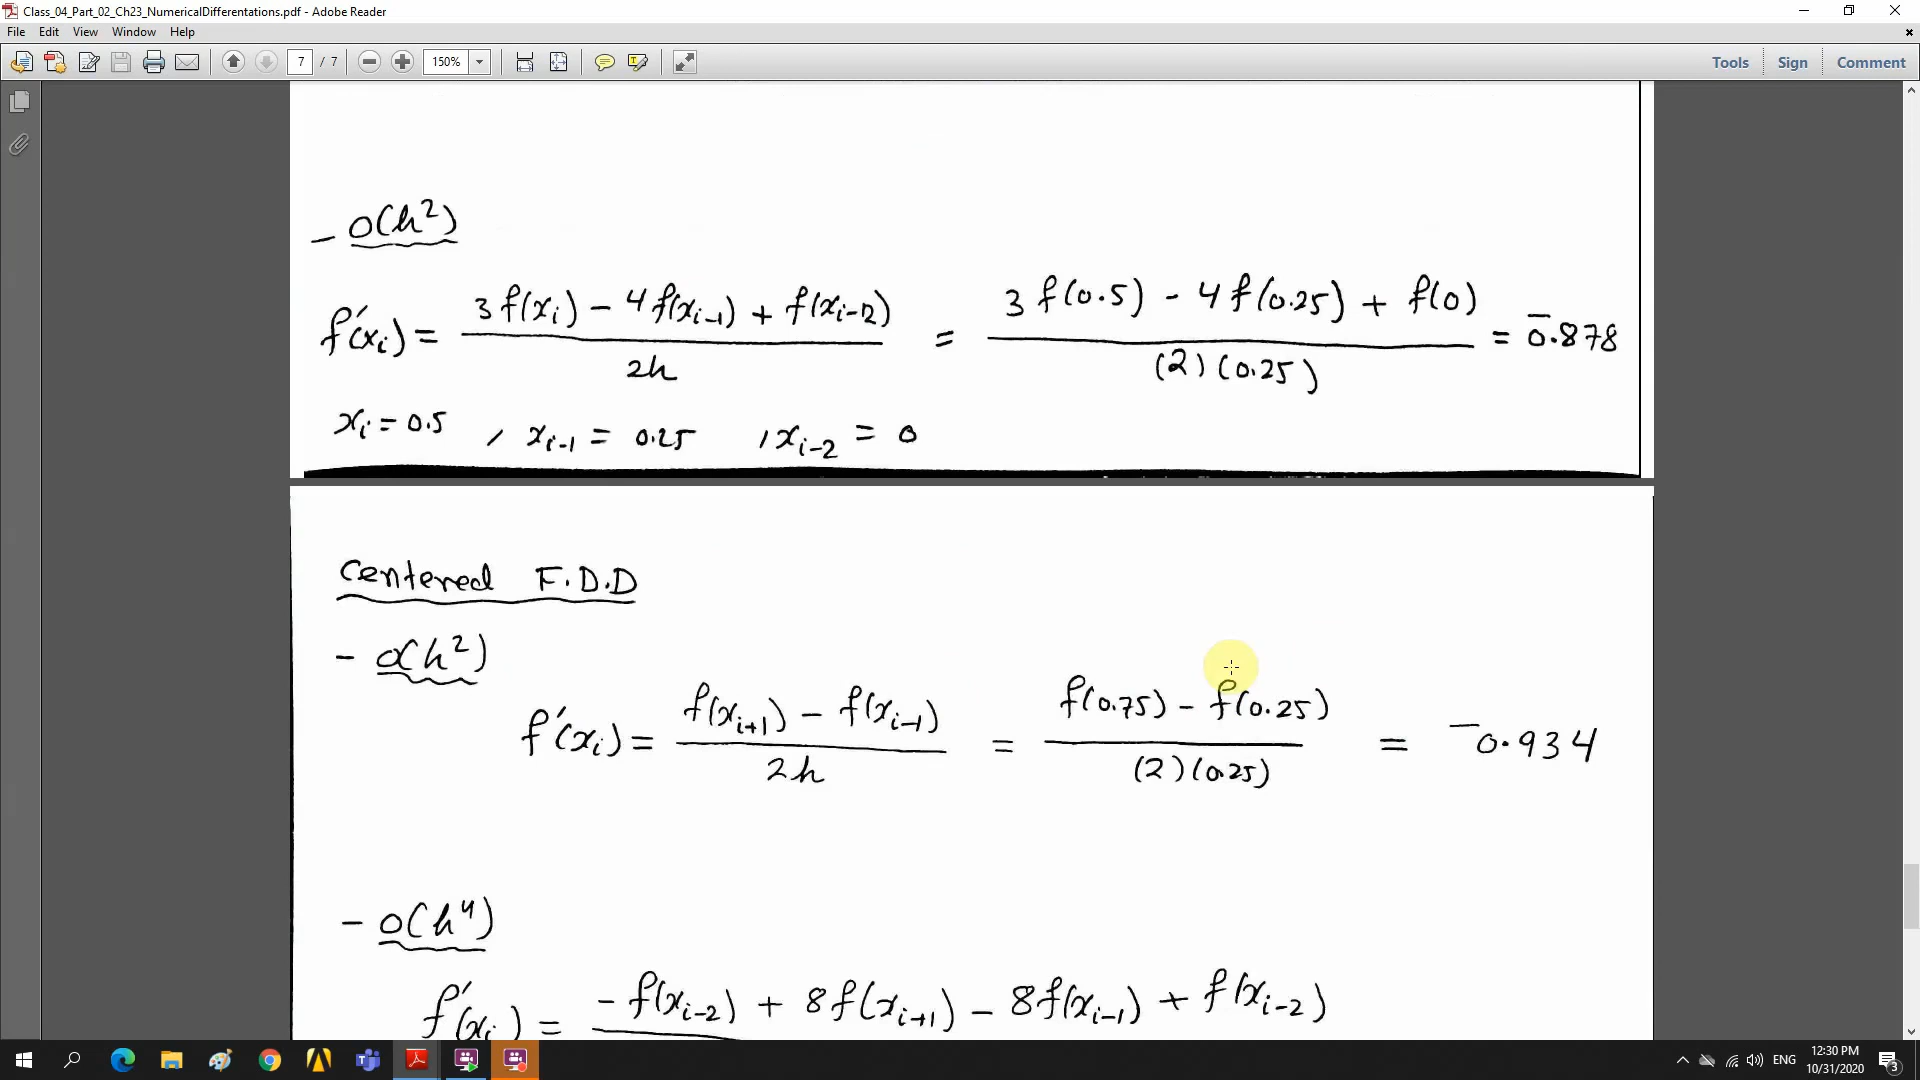 Class_04_Part_02_Ch23_NumericalDifferentations.pdf - Adobe Reader
File Edit View Window Help
7 / 7 150% Tools Sign Comment
- O(h²)
f'(xᵢ) = 3f(xᵢ) - 4f(xᵢ₋₁) + f(xᵢ₋₂) / 2h = 3f(0.5) - 4f(0.25) + f(0) / (2)(0.25) = -0.878
xᵢ = 0.5 , xᵢ₋₁ = 0.25 , xᵢ₋₂ = 0
Centered F.D.D
- O(h²)
f'(xᵢ) = f(xᵢ₊₁) - f(xᵢ₋₁) / 2h = f(0.75) - f(0.25) / (2)(0.25) = -0.934
- O(h⁴)
f'(xᵢ) = -f(xᵢ₋₂) + 8f(xᵢ₊₁) - 8f(xᵢ₋₁) + f(xᵢ₋₂)
ENG 12:30 PM
10/31/2020 3